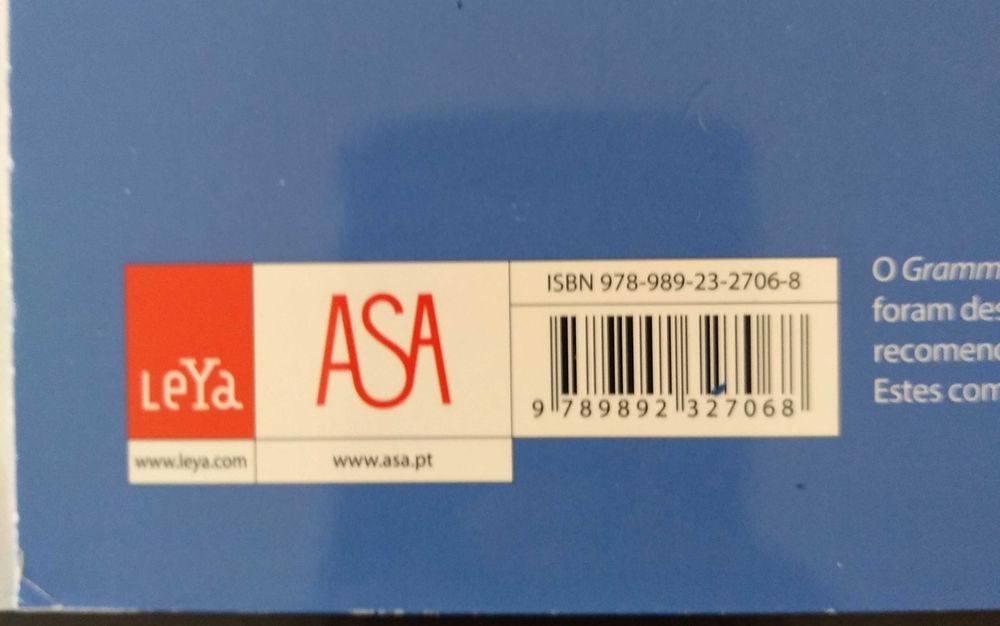 LeYa
www.leya.com
ASA
www.asa.pt
ISBN 978-989-23-2706-8
9 789892 327068
O Gramm
foram des
recomend
Estes com